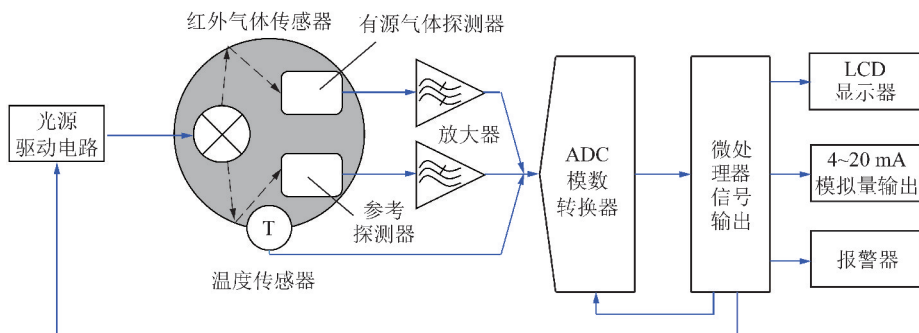 红外气体传感器
有源气体探测器
LCD
显示器
光源
驱动电路
放大器
ADC
模数
转换器
微处
理器
信号
输出
4~20 mA
模拟量输出
参考
探测器
T
温度传感器
报警器